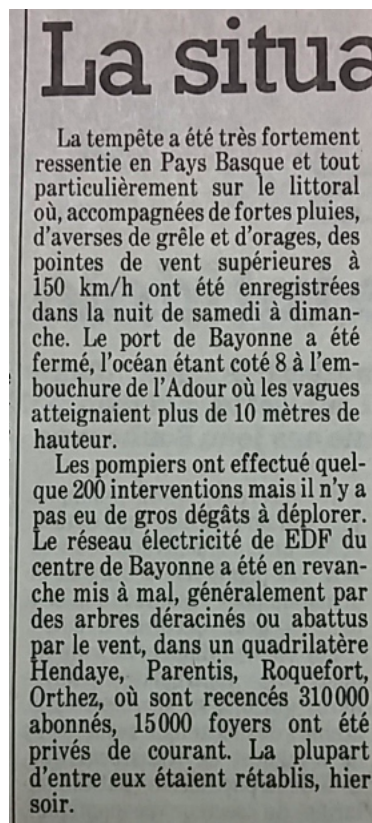 La situa
La tempête a été très fortement
ressentie en Pays Basque et tout
particulièrement sur le littoral
où, accompagnées de fortes pluies,
d'averses de grêle et d'orages, des
pointes de vent supérieures à
150 km/h ont été enregistrées
dans la nuit de samedi à diman-
che. Le port de Bayonne a été
fermé, l'océan étant coté 8 à l'em-
bouchure de l'Adour où les vagues
atteignaient plus de 10 mètres de
hauteur.
Les pompiers ont effectué quel-
que 200 interventions mais il n'y a
pas eu de gros dégâts à déplorer.
Le réseau électricité de EDF du
centre de Bayonne a été en revan-
che mis à mal, généralement par
des arbres déracinés ou abattus
par le vent, dans un quadrilatère
Hendaye, Parentis, Roquefort,
Orthez, où sont recencés 310000
abonnés, 15000 foyers ont été
privés de courant. La plupart
d'entre eux étaient rétablis, hier
soir.